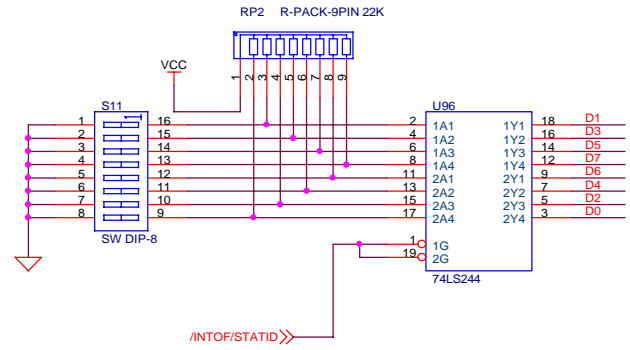 RP2 R-PACK-9PIN 22K
VCC
1 2 3 4 5 6 7 8 9
S11
U96
1 16
2 15
3 14
4 13
5 12
6 11
7 10
8 9
SW DIP-8
2 1A1 1Y1 18 D1
4 1A2 1Y2 16 D3
6 1A3 1Y3 14 D5
8 1A4 1Y4 12 D7
11 2A1 2Y1 9 D6
13 2A2 2Y2 7 D4
15 2A3 2Y3 5 D2
17 2A4 2Y4 3 D0
1 1G
19 2G
74LS244
/INTOF/STATID